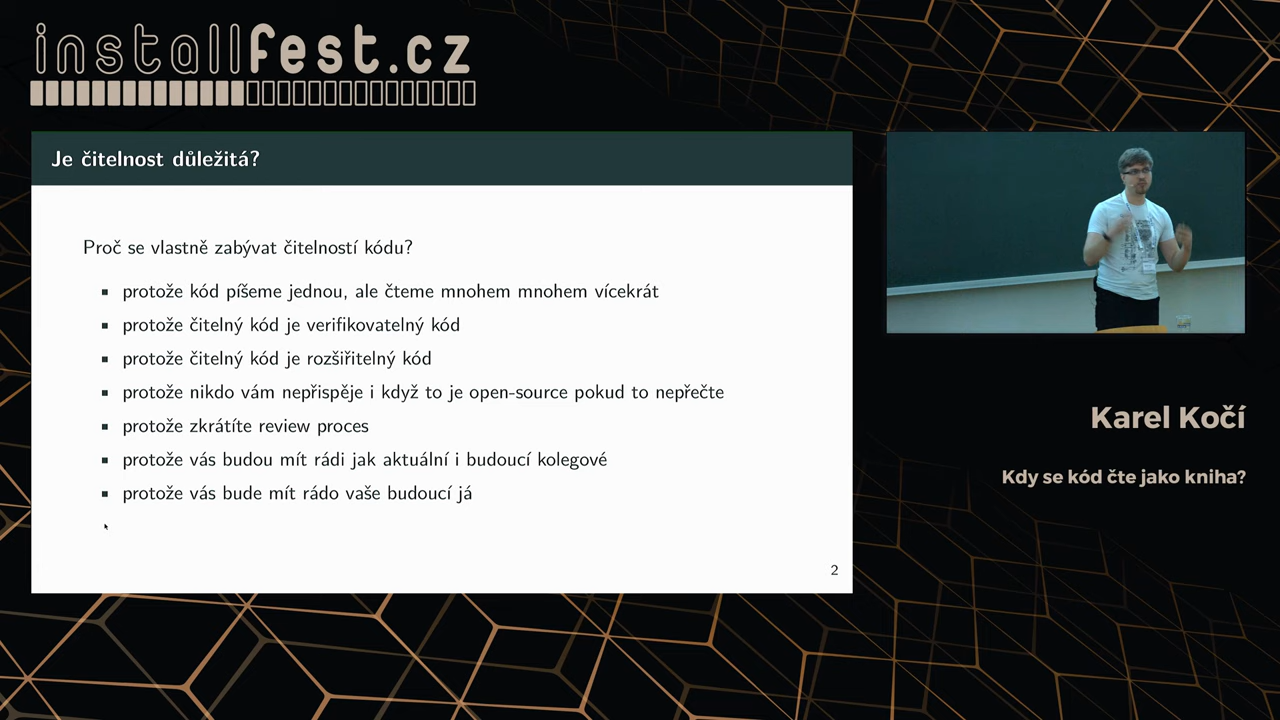 installfest.cz
Je čitelnost důležitá?
Proč se vlastně zabývat čitelností kódu?
protože kód píšeme jednou, ale čteme mnohem mnohem vícekrát
protože čitelný kód je verifikovatelný kód
protože čitelný kód je rozšiřitelný kód
protože nikdo vám nepřispěje i když to je open-source pokud to nepřečte
protože zkrátíte review proces
protože vás budou mít rádi jak aktuální i budoucí kolegové
protože vás bude mít rádo vaše budoucí já
2
Karel Kočí
Kdy se kód čte jako kniha?